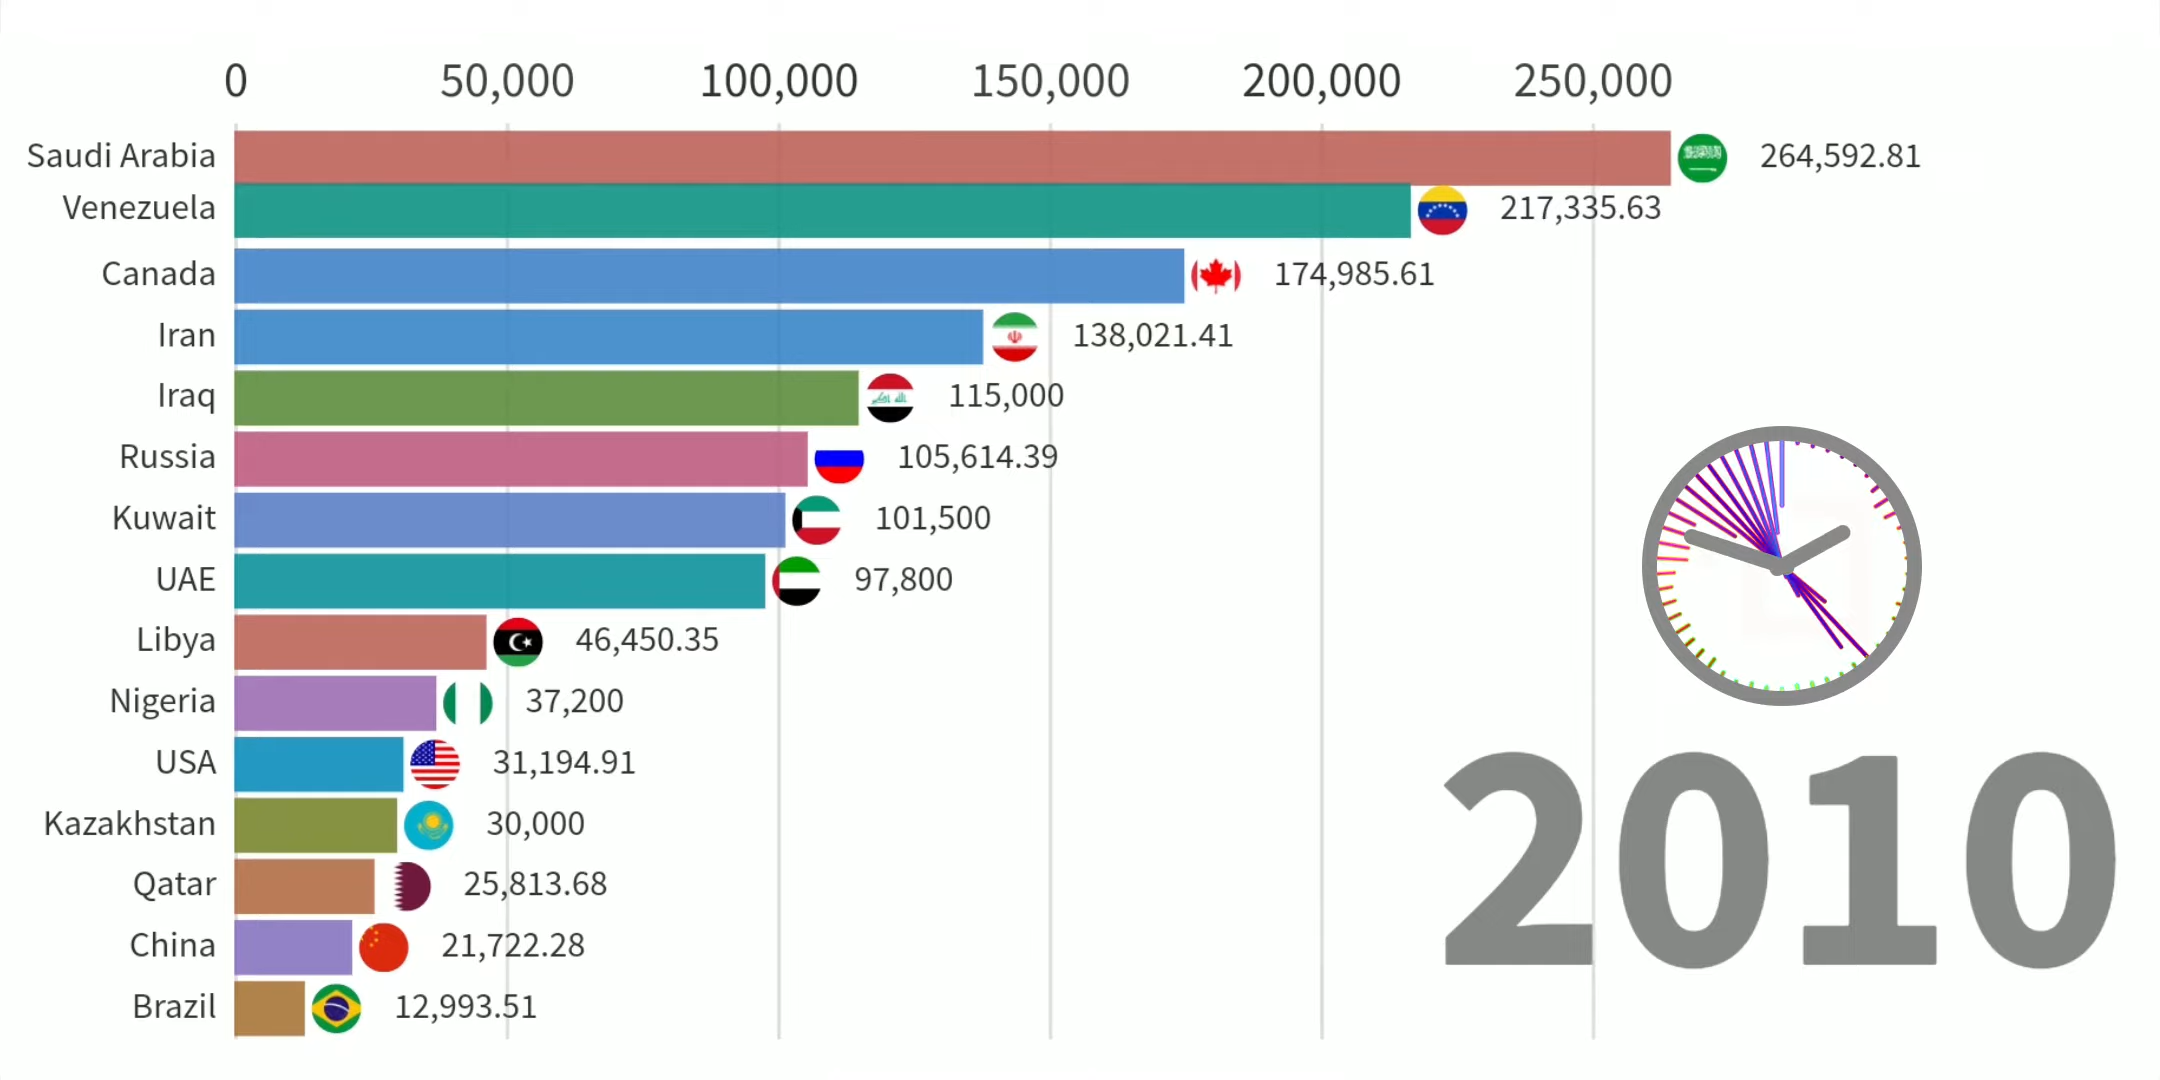 0 50,000 100,000 150,000 200,000 250,000
Saudi Arabia 264,592.81
Venezuela 217,335.63
Canada 174,985.61
Iran 138,021.41
Iraq 115,000
Russia 105,614.39
Kuwait 101,500
UAE 97,800
Libya 46,450.35
Nigeria 37,200
USA 31,194.91
Kazakhstan 30,000
Qatar 25,813.68
China 21,722.28
Brazil 12,993.51
2010